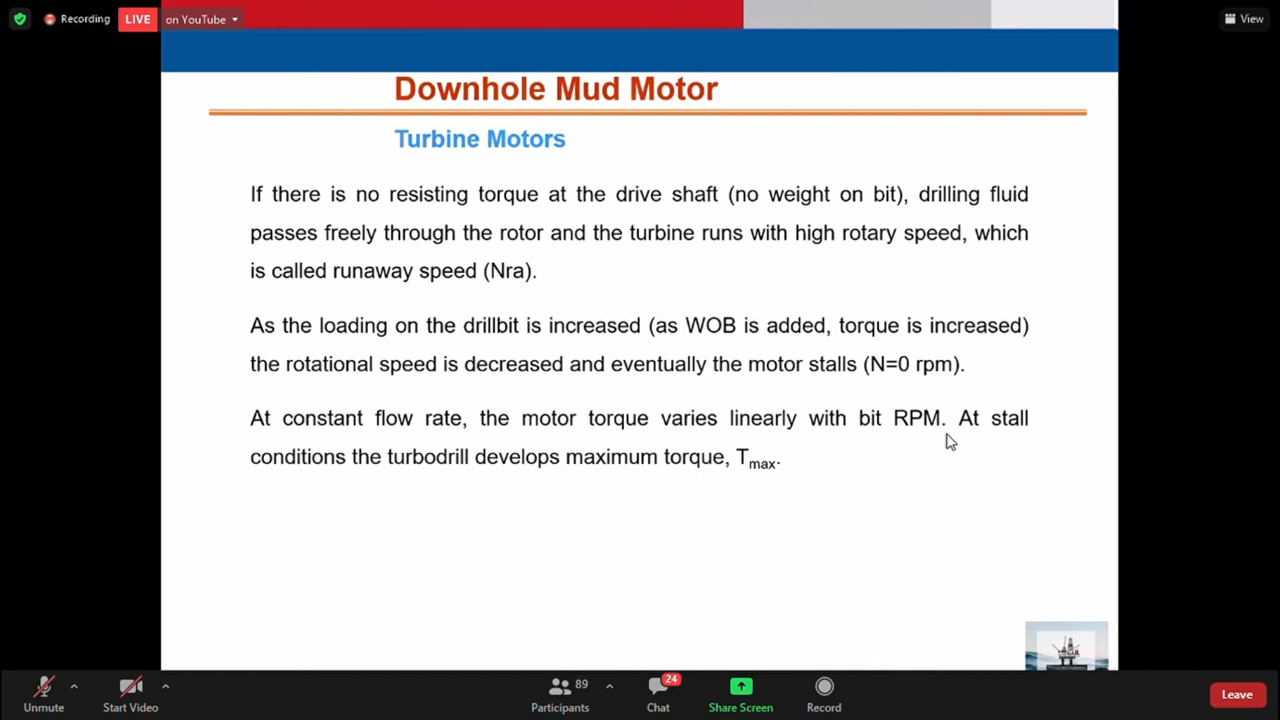 Recording LIVE on YouTube View
Downhole Mud Motor
Turbine Motors
If there is no resisting torque at the drive shaft (no weight on bit), drilling fluid
passes freely through the rotor and the turbine runs with high rotary speed, which
is called runaway speed (Nra).
As the loading on the drillbit is increased (as WOB is added, torque is increased)
the rotational speed is decreased and eventually the motor stalls (N=0 rpm).
At constant flow rate, the motor torque varies linearly with bit RPM. At stall
conditions the turbodrill develops maximum torque, Tmax.
89 24
Unmute Start Video Participants Chat Share Screen Record Leave